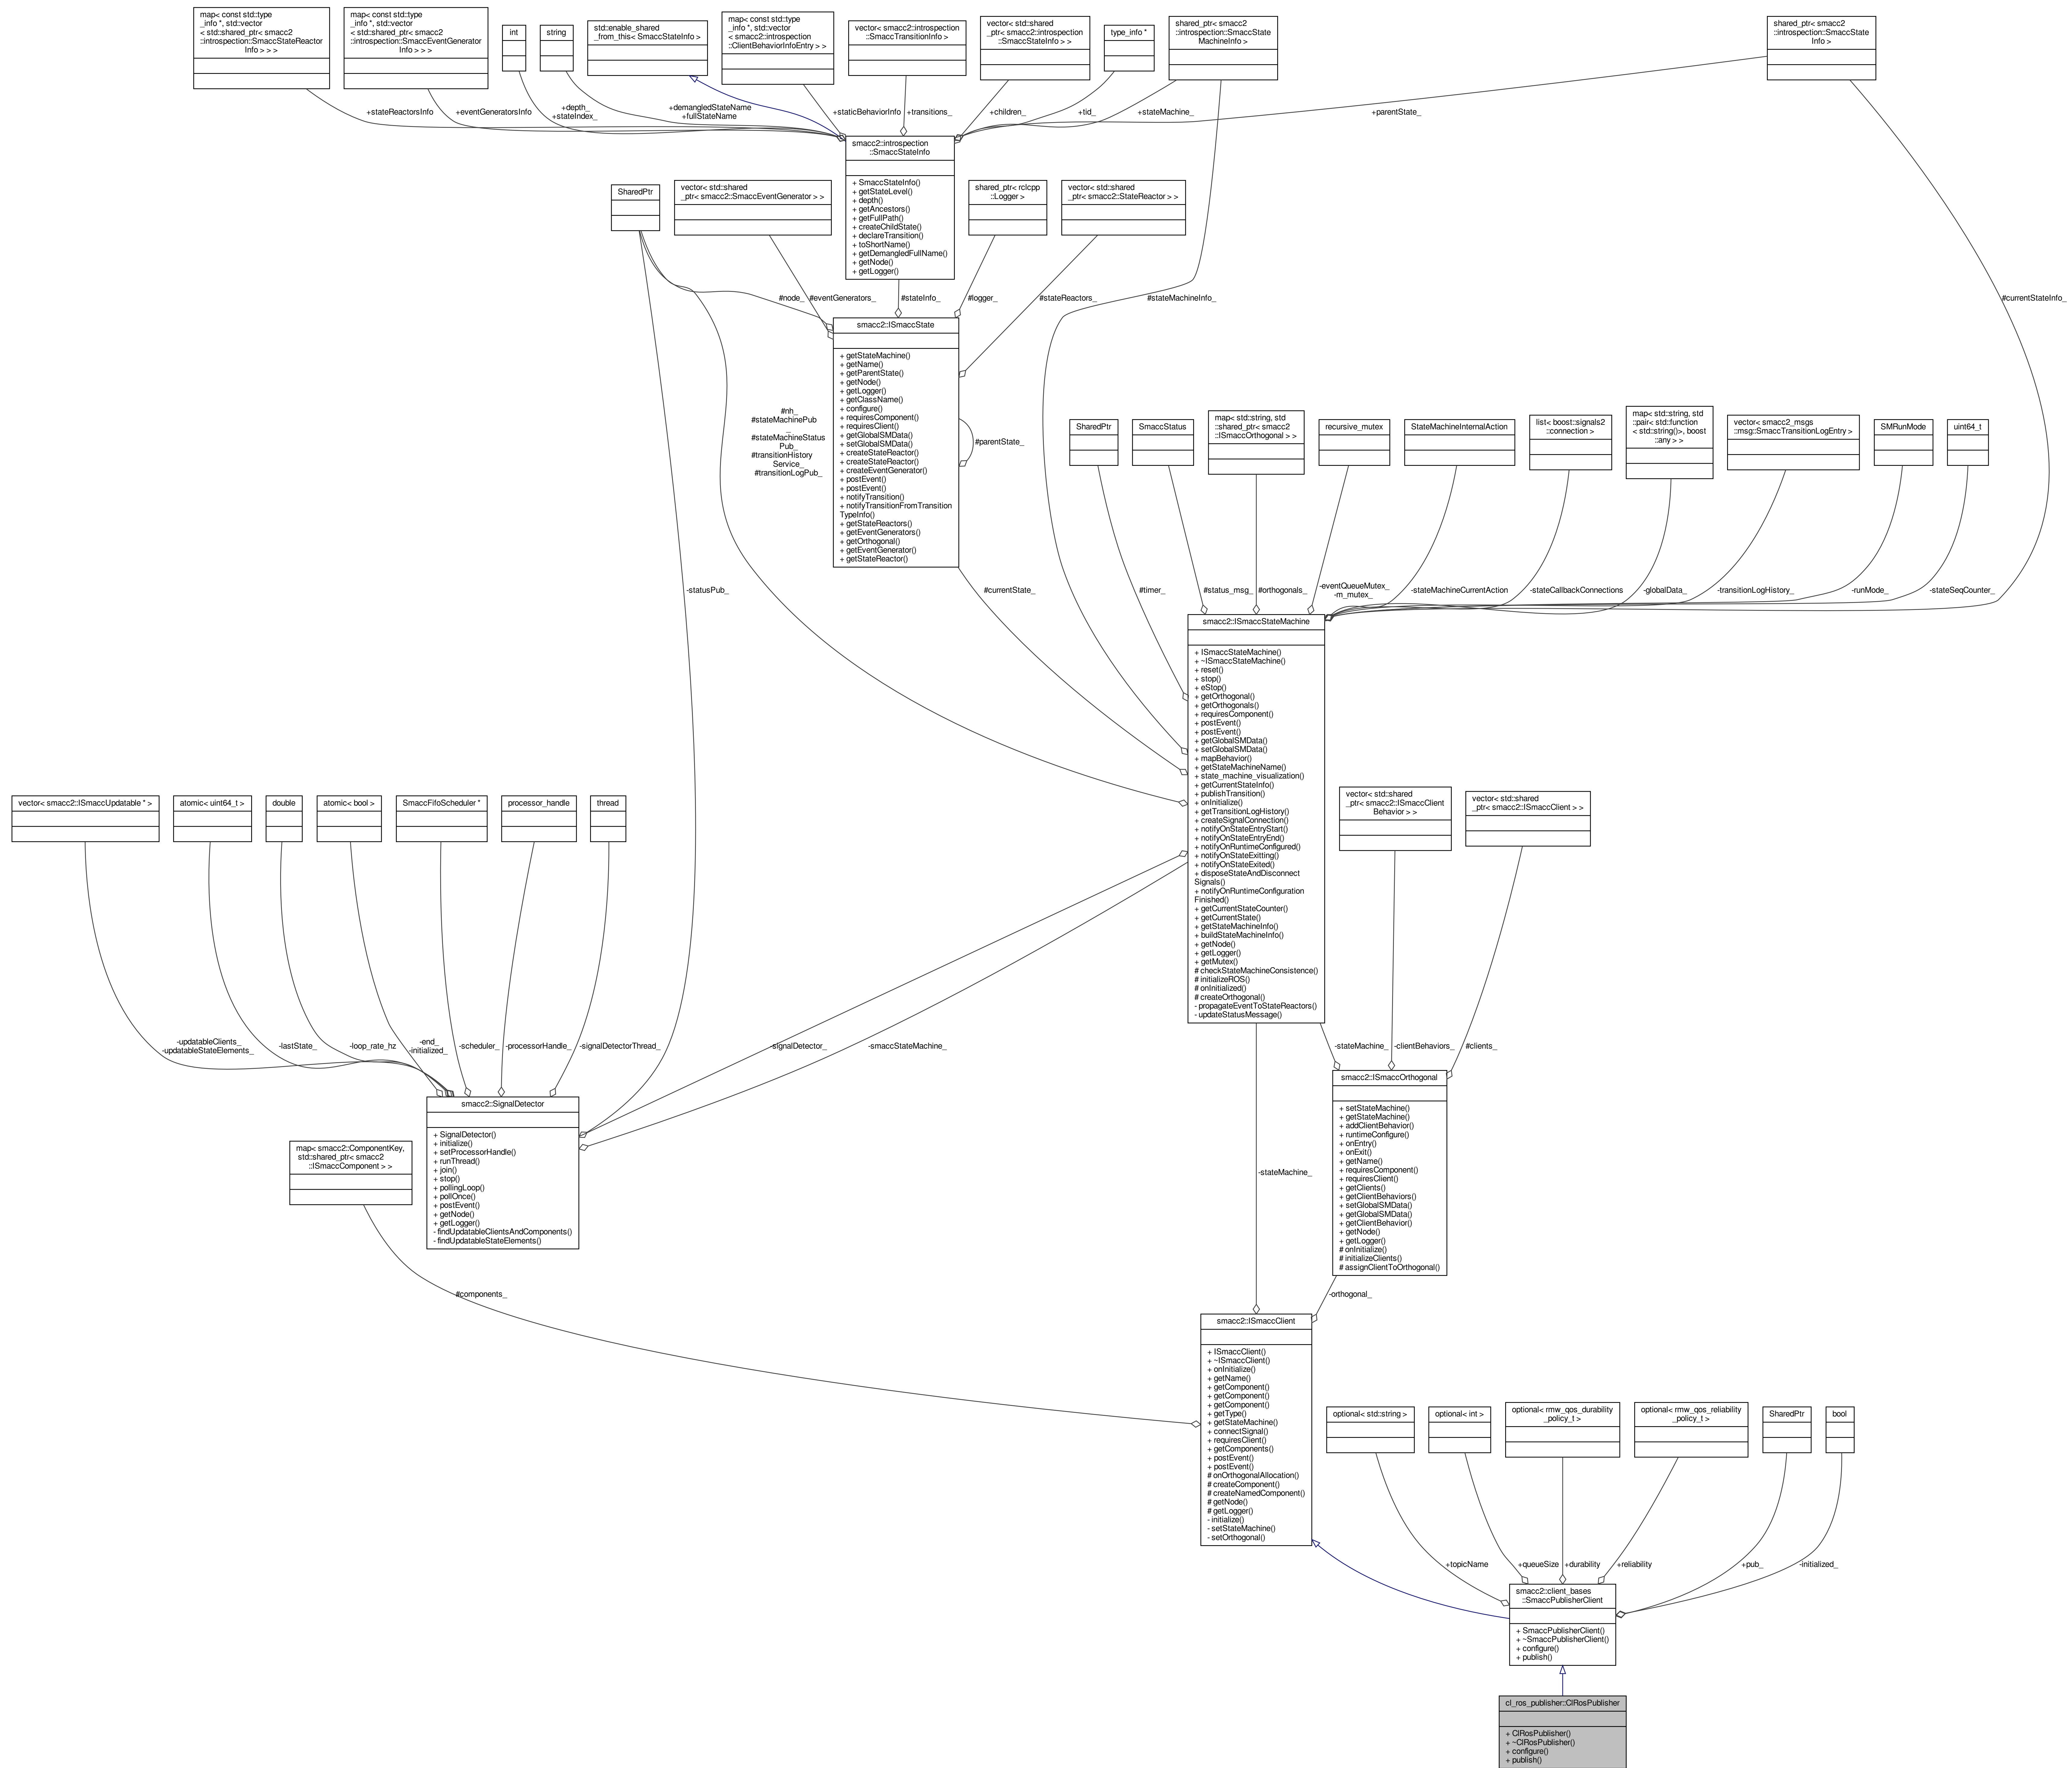 map< const std::type
_info *, std::vector
< std::shared_ptr< smacc2
::introspection::SmaccStateReactor
Info > > >
map< const std::type
_info *, std::vector
< std::shared_ptr< smacc2
::introspection::SmaccEventGenerator
Info > > >
int
string
std::enable_shared
_from_this< SmaccStateInfo >
map< const std::type
_info *, std::vector
< smacc2::introspection
::ClientBehaviorInfoEntry > >
vector< smacc2::introspection
::SmaccTransitionInfo >
vector< std::shared
_ptr< smacc2::introspection
::SmaccStateInfo > >
type_info *
shared_ptr< smacc2
::introspection::SmaccState
MachineInfo >
shared_ptr< smacc2
::introspection::SmaccState
Info >
+stateReactorsInfo
+eventGeneratorsInfo
+depth_
+stateIndex_
+demangledStateName
+fullStateName
+staticBehaviorInfo
+transitions_
+children_
+tid_
+stateMachine_
+parentState_
smacc2::introspection
::SmaccStateInfo
+ SmaccStateInfo()
+ getStateLevel()
+ depth()
+ getAncestors()
+ getFullPath()
+ createChildState()
+ declareTransition()
+ toShortName()
+ getDemangledFullName()
+ getNode()
+ getLogger()
SharedPtr
vector< std::shared
_ptr< smacc2::SmaccEventGenerator > >
shared_ptr< rclcpp
::Logger >
vector< std::shared
_ptr< smacc2::StateReactor > >
#node_
#eventGenerators_
#stateInfo_
#logger_
#stateReactors_
#stateMachineInfo_
#currentStateInfo_
smacc2::ISmaccState
+ getStateMachine()
+ getName()
+ getParentState()
+ getNode()
+ getLogger()
+ getClassName()
+ configure()
+ requiresComponent()
+ requiresClient()
+ getGlobalSMData()
+ setGlobalSMData()
+ createStateReactor()
+ createStateReactor()
+ createEventGenerator()
+ postEvent()
+ postEvent()
+ notifyTransition()
+ notifyTransitionFromTransition
TypeInfo()
+ getStateReactors()
+ getEventGenerators()
+ getOrthogonal()
+ getEventGenerator()
+ getStateReactor()
#parentState_
#nh_
#stateMachinePub
_
#stateMachineStatus
Pub_
#transitionHistory
Service_
#transitionLogPub_
SharedPtr
SmaccStatus
map< std::string, std
::shared_ptr< smacc2
::ISmaccOrthogonal > >
recursive_mutex
StateMachineInternalAction
list< boost::signals2
::connection >
map< std::string, std
::pair< std::function
< std::string()>, boost
::any > >
vector< smacc2_msgs
::msg::SmaccTransitionLogEntry >
SMRunMode
uint64_t
-statusPub_
#currentState_
#timer_
#status_msg_
#orthogonals_
-eventQueueMutex_
-m_mutex_
-stateMachineCurrentAction
-stateCallbackConnections
-globalData_
-transitionLogHistory_
-runMode_
-stateSeqCounter_
smacc2::ISmaccStateMachine
+ ISmaccStateMachine()
+ ~ISmaccStateMachine()
+ reset()
+ stop()
+ eStop()
+ getOrthogonal()
+ getOrthogonals()
+ requiresComponent()
+ postEvent()
+ postEvent()
+ getGlobalSMData()
+ setGlobalSMData()
+ mapBehavior()
+ getStateMachineName()
+ state_machine_visualization()
+ getCurrentStateInfo()
+ publishTransition()
+ onInitialize()
+ getTransitionLogHistory()
+ createSignalConnection()
+ notifyOnStateEntryStart()
+ notifyOnStateEntryEnd()
+ notifyOnRuntimeConfigured()
+ notifyOnStateExitting()
+ notifyOnStateExited()
+ disposeStateAndDisconnect
Signals()
+ notifyOnRuntimeConfiguration
Finished()
+ getCurrentStateCounter()
+ getCurrentState()
+ getStateMachineInfo()
+ buildStateMachineInfo()
+ getNode()
+ getLogger()
+ getMutex()
# checkStateMachineConsistence()
# initializeROS()
# onInitialized()
# createOrthogonal()
- propagateEventToStateReactors()
- updateStatusMessage()
vector< smacc2::ISmaccUpdatable * >
atomic< uint64_t >
double
atomic< bool >
SmaccFifoScheduler *
processor_handle
thread
vector< std::shared
_ptr< smacc2::ISmaccClient
Behavior > >
vector< std::shared
_ptr< smacc2::ISmaccClient > >
-updatableClients_
-updatableStateElements_
-lastState_
-loop_rate_hz
-end_
-initialized_
-scheduler_
-processorHandle_
-signalDetectorThread_
-signalDetector_
-smaccStateMachine_
-stateMachine_
-clientBehaviors_
#clients_
smacc2::SignalDetector
+ SignalDetector()
+ initialize()
+ setProcessorHandle()
+ runThread()
+ join()
+ stop()
+ pollingLoop()
+ pollOnce()
+ postEvent()
+ getNode()
+ getLogger()
- findUpdatableClientsAndComponents()
- findUpdatableStateElements()
smacc2::ISmaccOrthogonal
+ setStateMachine()
+ getStateMachine()
+ addClientBehavior()
+ runtimeConfigure()
+ onEntry()
+ onExit()
+ getName()
+ requiresComponent()
+ requiresClient()
+ getClients()
+ getClientBehaviors()
+ setGlobalSMData()
+ getGlobalSMData()
+ getClientBehavior()
+ getNode()
+ getLogger()
# onInitialize()
# initializeClients()
# assignClientToOrthogonal()
map< smacc2::ComponentKey,
std::shared_ptr< smacc2
::ISmaccComponent > >
-stateMachine_
#components_
-orthogonal_
smacc2::ISmaccClient
+ ISmaccClient()
+ ~ISmaccClient()
+ onInitialize()
+ getName()
+ getComponent()
+ getComponent()
+ getComponent()
+ getType()
+ getStateMachine()
+ connectSignal()
+ requiresClient()
+ getComponents()
+ postEvent()
+ postEvent()
# onOrthogonalAllocation()
# createComponent()
# createNamedComponent()
# getNode()
# getLogger()
- initialize()
- setStateMachine()
- setOrthogonal()
optional< std::string >
optional< int >
optional< rmw_qos_durability
_policy_t >
optional< rmw_qos_reliability
_policy_t >
SharedPtr
bool
+topicName
+queueSize
+durability
+reliability
+pub_
-initialized_
smacc2::client_bases
::SmaccPublisherClient
+ SmaccPublisherClient()
+ ~SmaccPublisherClient()
+ configure()
+ publish()
cl_ros_publisher::ClRosPublisher
+ ClRosPublisher()
+ ~ClRosPublisher()
+ configure()
+ publish()